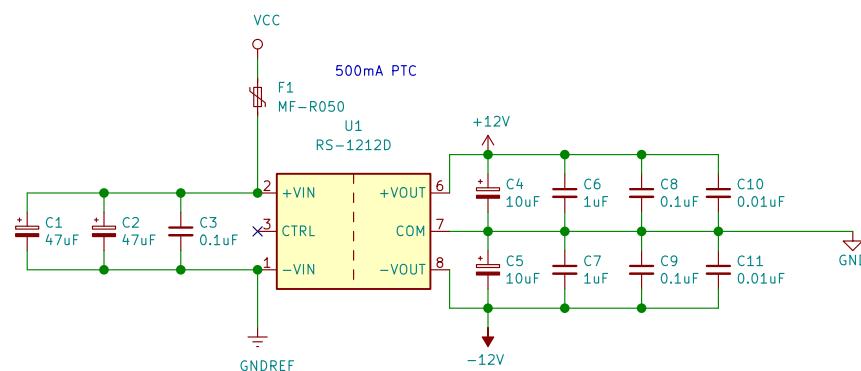 VCC
500mA PTC
F1
MF-R050
U1
RS-1212D
+12V
2
+VIN
+VOUT
6
3
CTRL
COM
7
1
-VIN
-VOUT
8
+
C1
47uF
+
C2
47uF
C3
0.1uF
+
C4
10uF
C6
1uF
C8
0.1uF
C10
0.01uF
+
C5
10uF
C7
1uF
C9
0.1uF
C11
0.01uF
GND
GNDREF
-12V